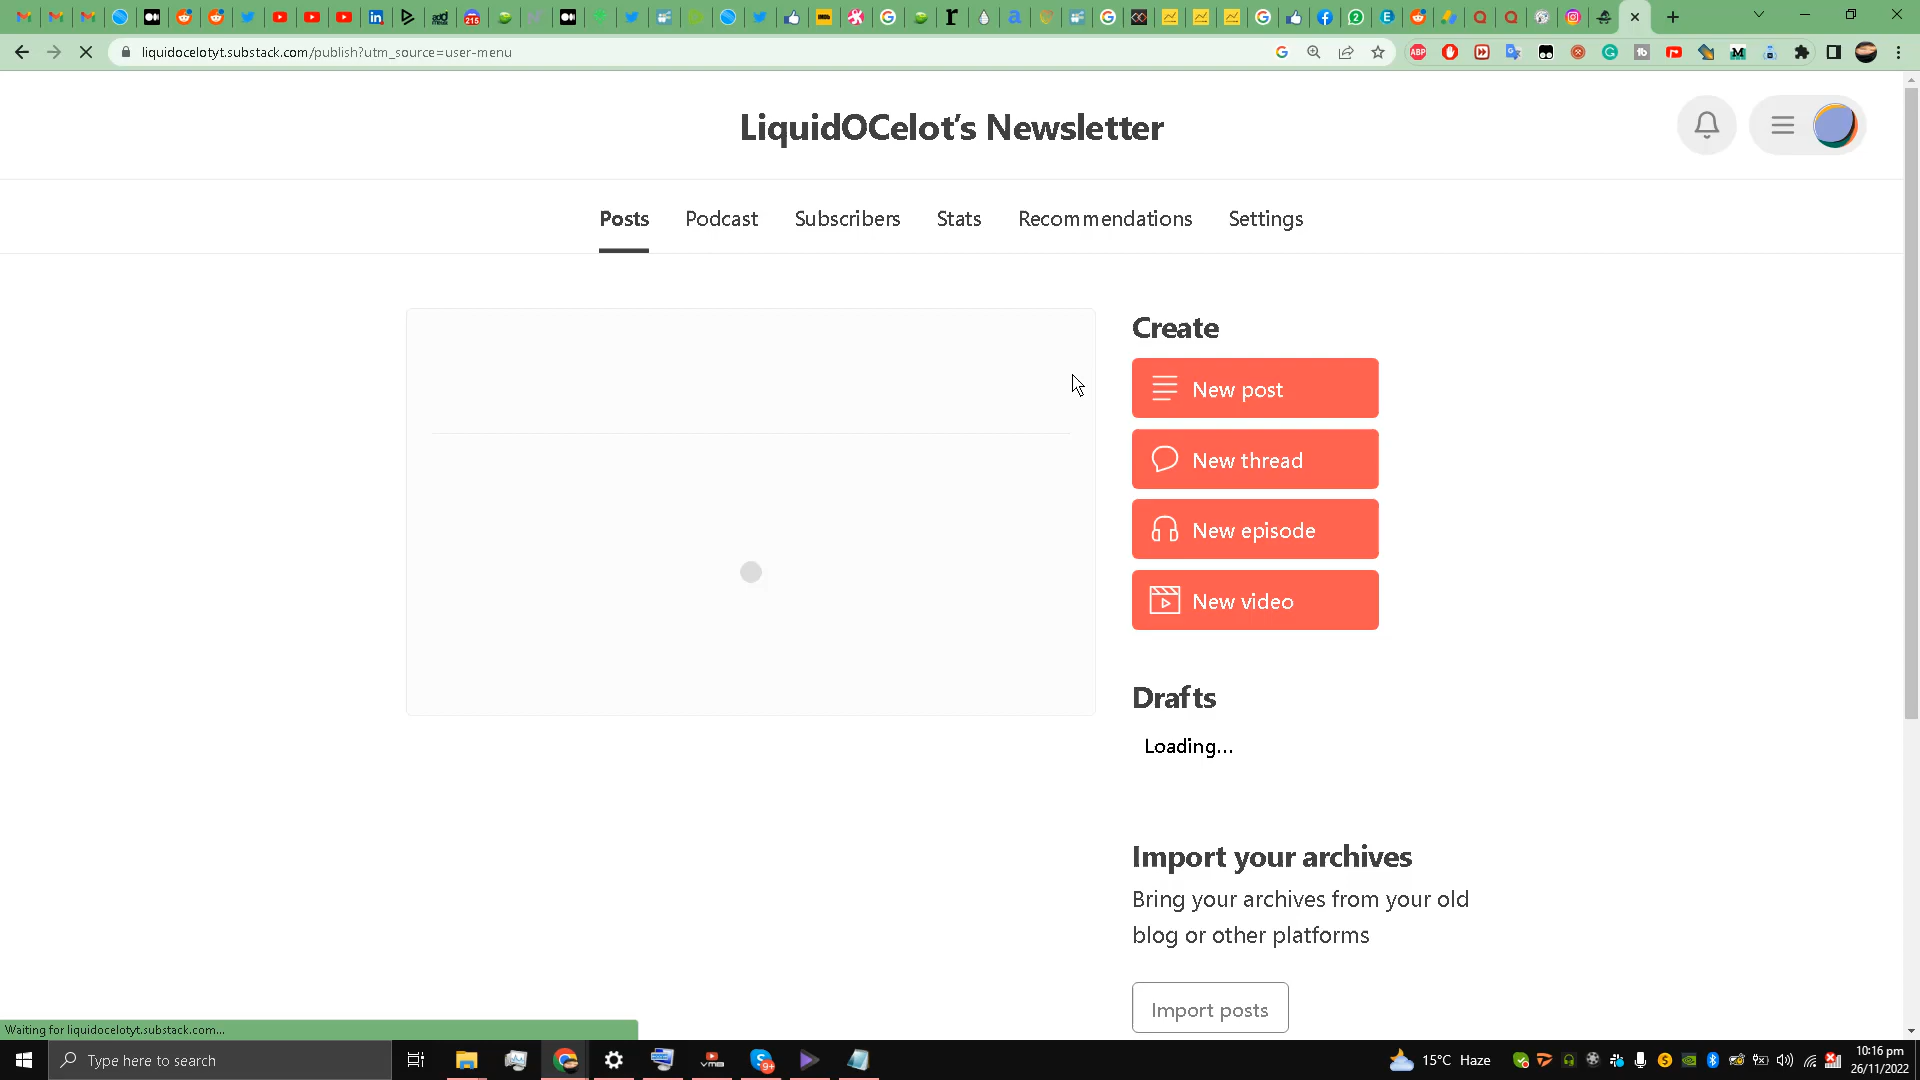 liquidocelotyt.substack.com/publish?utm_source=user-menu
LiquidOCelot's Newsletter
Posts
Podcast
Subscribers
Stats
Recommendations
Settings
Create
New post
New thread
New episode
New video
Drafts
Loading...
Import your archives
Bring your archives from your old
blog or other platforms
Import posts
Waiting for liquidocelotyt.substack.com...
Type here to search
15°C Haze
10:16 pm
26/11/2022